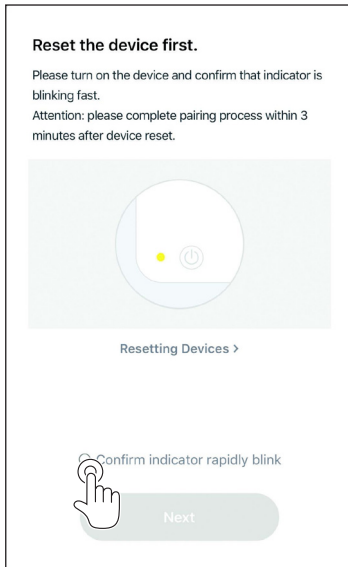 Reset the device first.
Please turn on the device and confirm that indicator is
blinking fast.
Attention: please complete pairing process within 3
minutes after device reset.
Resetting Devices >
Confirm indicator rapidly blink
Next